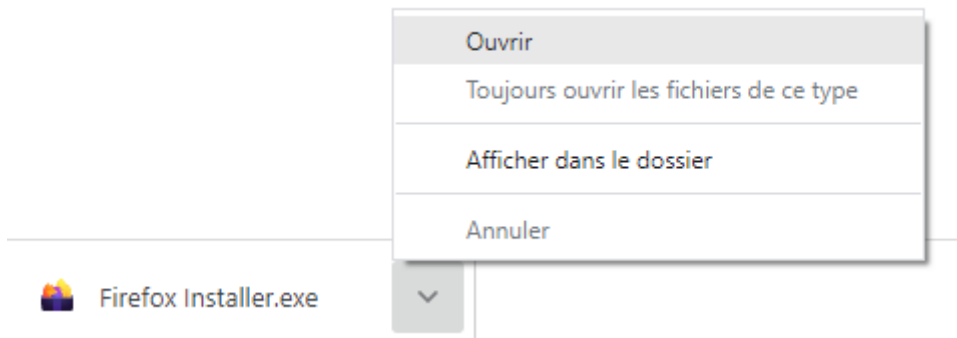 Ouvrir
Toujours ouvrir les fichiers de ce type
Afficher dans le dossier
Annuler
Firefox Installer.exe